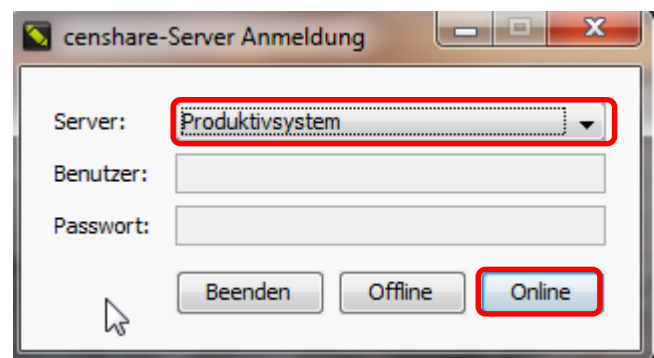 censhare-Server Anmeldung
Server: Produktivsystem
Benutzer:
Passwort:
Beenden Offline Online